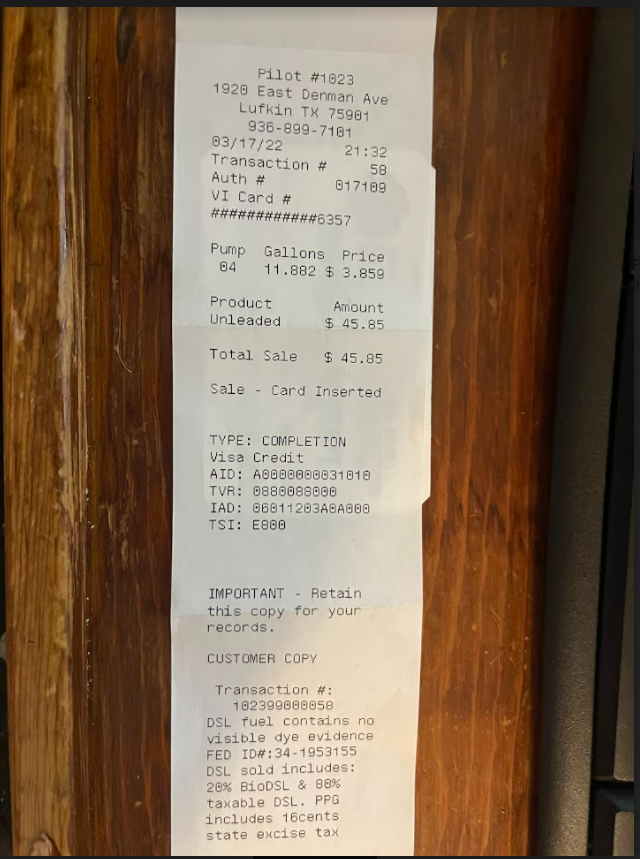 Pilot #1023
1920 East Denman Ave
Lufkin TX 75901
936-899-7101
03/17/22 21:32
Transaction # 58
Auth # 017109
VI Card #
############6357
Pump Gallons Price
04 11.882 $ 3.859
Product Amount
Unleaded $ 45.85
Total Sale $ 45.85
Sale - Card Inserted
TYPE: COMPLETION
Visa Credit
AID: A0000000031010
TVR: 0880088000
IAD: 06011203A0A000
TSI: E800
IMPORTANT - Retain
this copy for your
records.
CUSTOMER COPY
Transaction #:
102399000058
DSL fuel contains no
visible dye evidence
FED ID#:34-1953155
DSL sold includes:
20% BioDSL & 80%
taxable DSL. PPG
includes 16cents
state excise tax